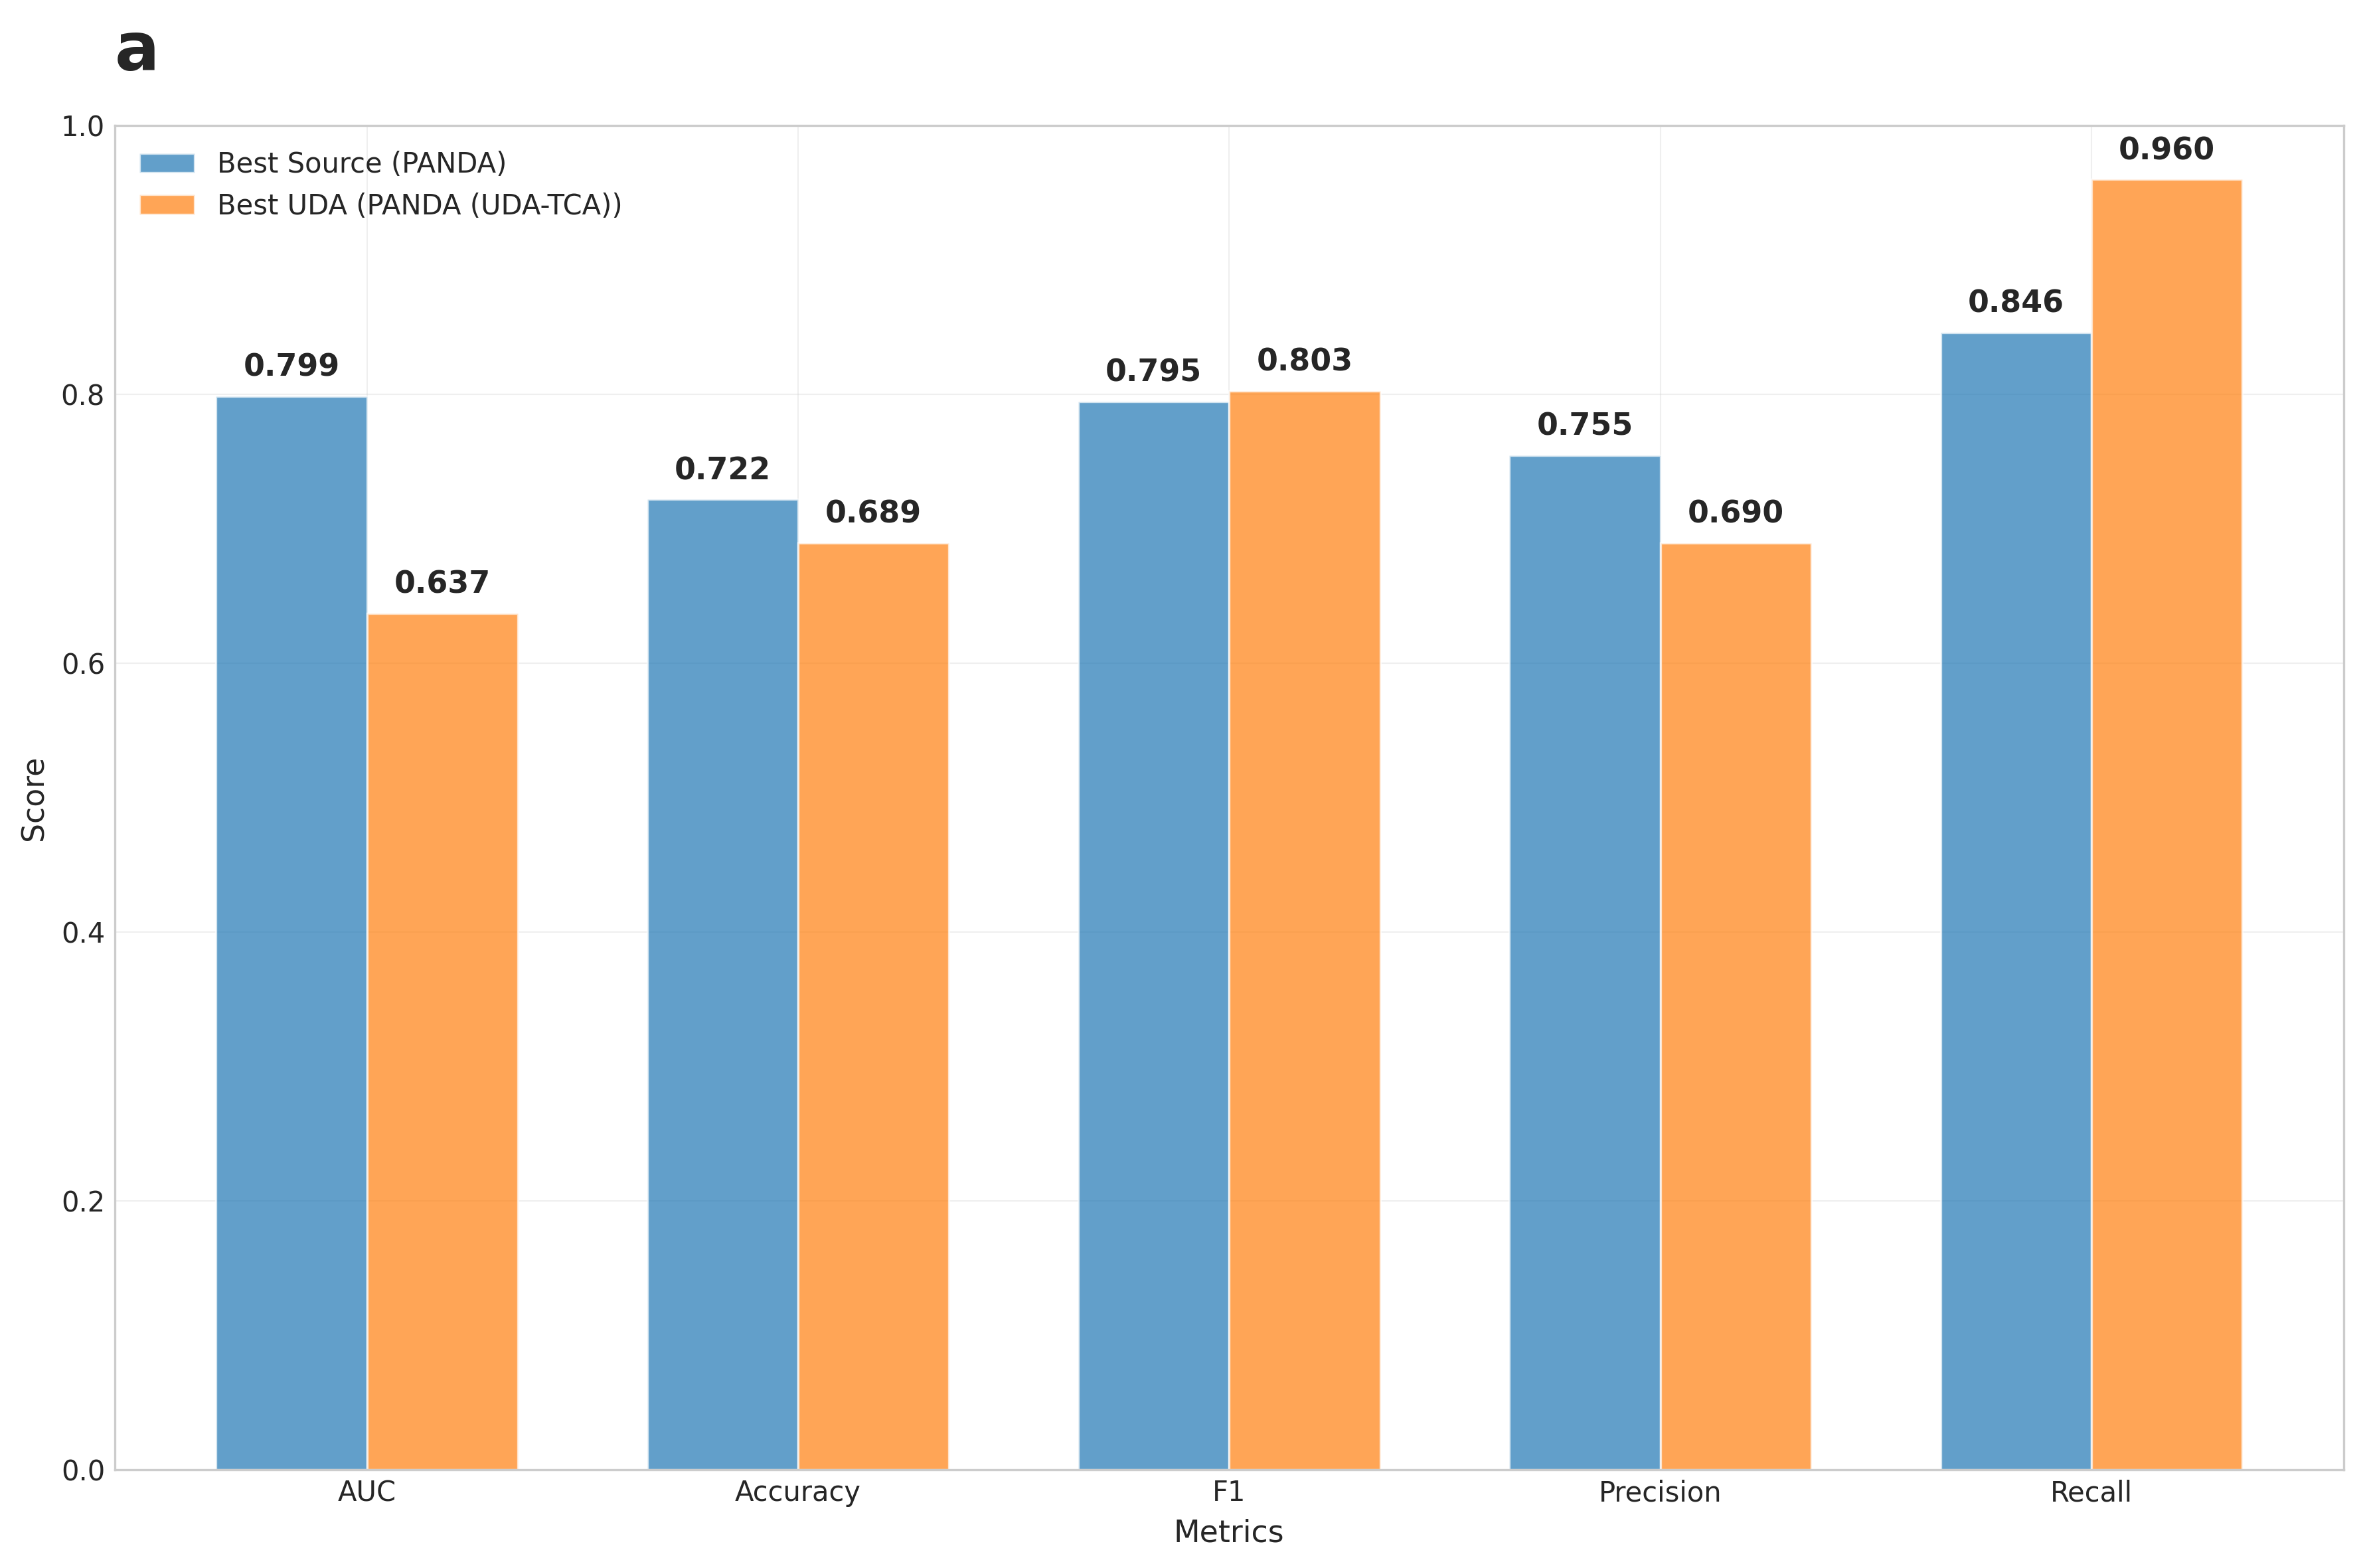 a
1.0
0.8
0.6
0.4
0.2
0.0
Score
Best Source (PANDA)
Best UDA (PANDA (UDA-TCA))
0.799
0.637
0.722
0.689
0.795
0.803
0.755
0.690
0.846
0.960
AUC
Accuracy
F1
Precision
Recall
Metrics